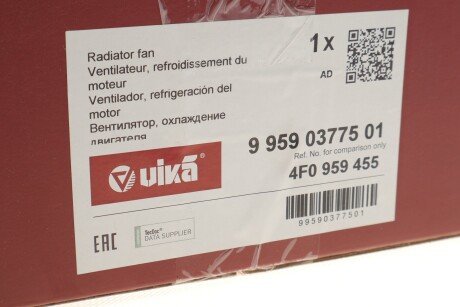 Radiator fan
Ventilateur, refroidissement du
moteur
Ventilador, refrigeración del
motor
Вентилятор, охлаждение
двигателя
1x
AD
vika®
9 959 03775 01
Ref. No. for comparison only
4F0 959 455
99590377501
EAC
TecDoc®
DATA SUPPLIER